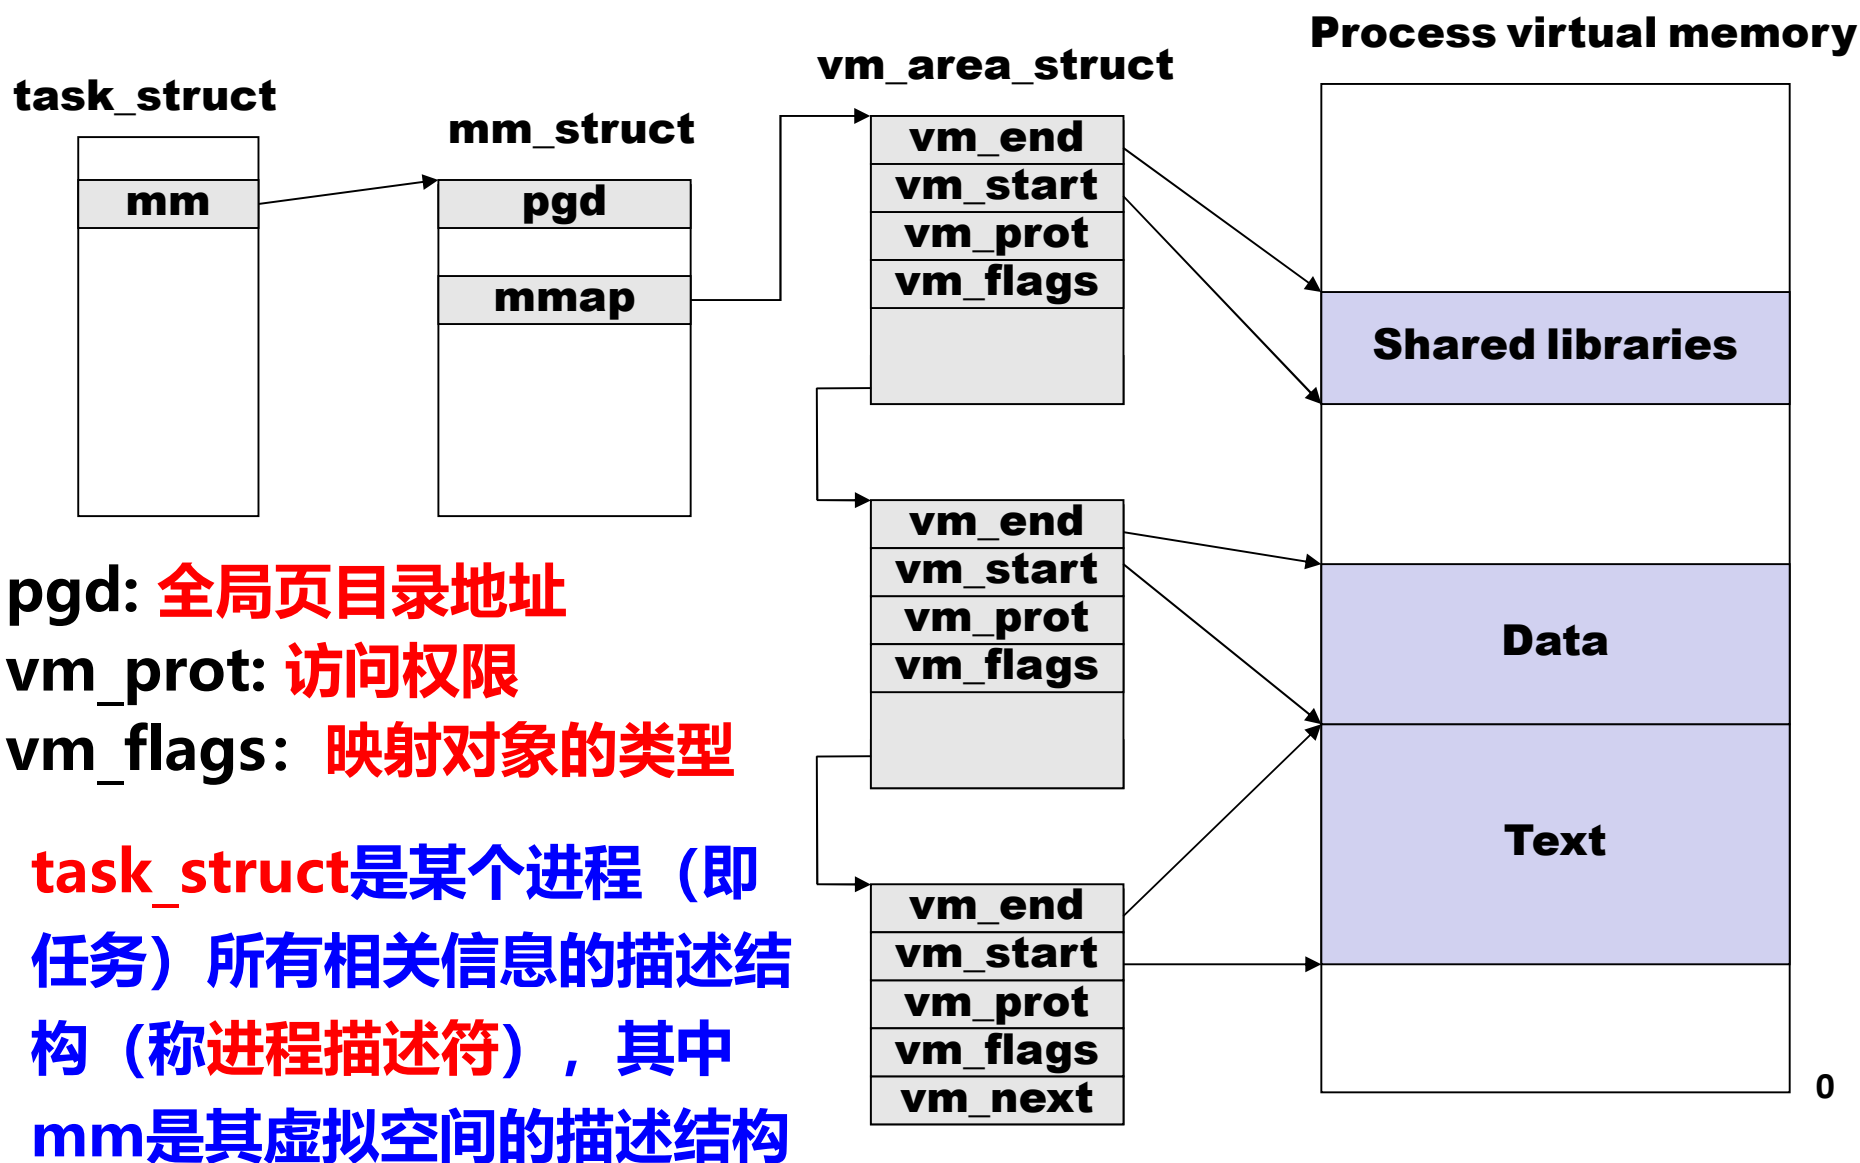 Process virtual memory
vm_area_struct
task_struct
mm_struct
mm
pgd
mmap
vm_end
vm_start
vm_prot
vm_flags
Shared libraries
vm_end
vm_start
vm_prot
vm_flags
Data
Text
vm_end
vm_start
vm_prot
vm_flags
vm_next
0
pgd: 全局页目录地址
vm_prot: 访问权限
vm_flags：映射对象的类型
task_struct是某个进程（即
任务）所有相关信息的描述结
构（称进程描述符），其中
mm是其虚拟空间的描述结构